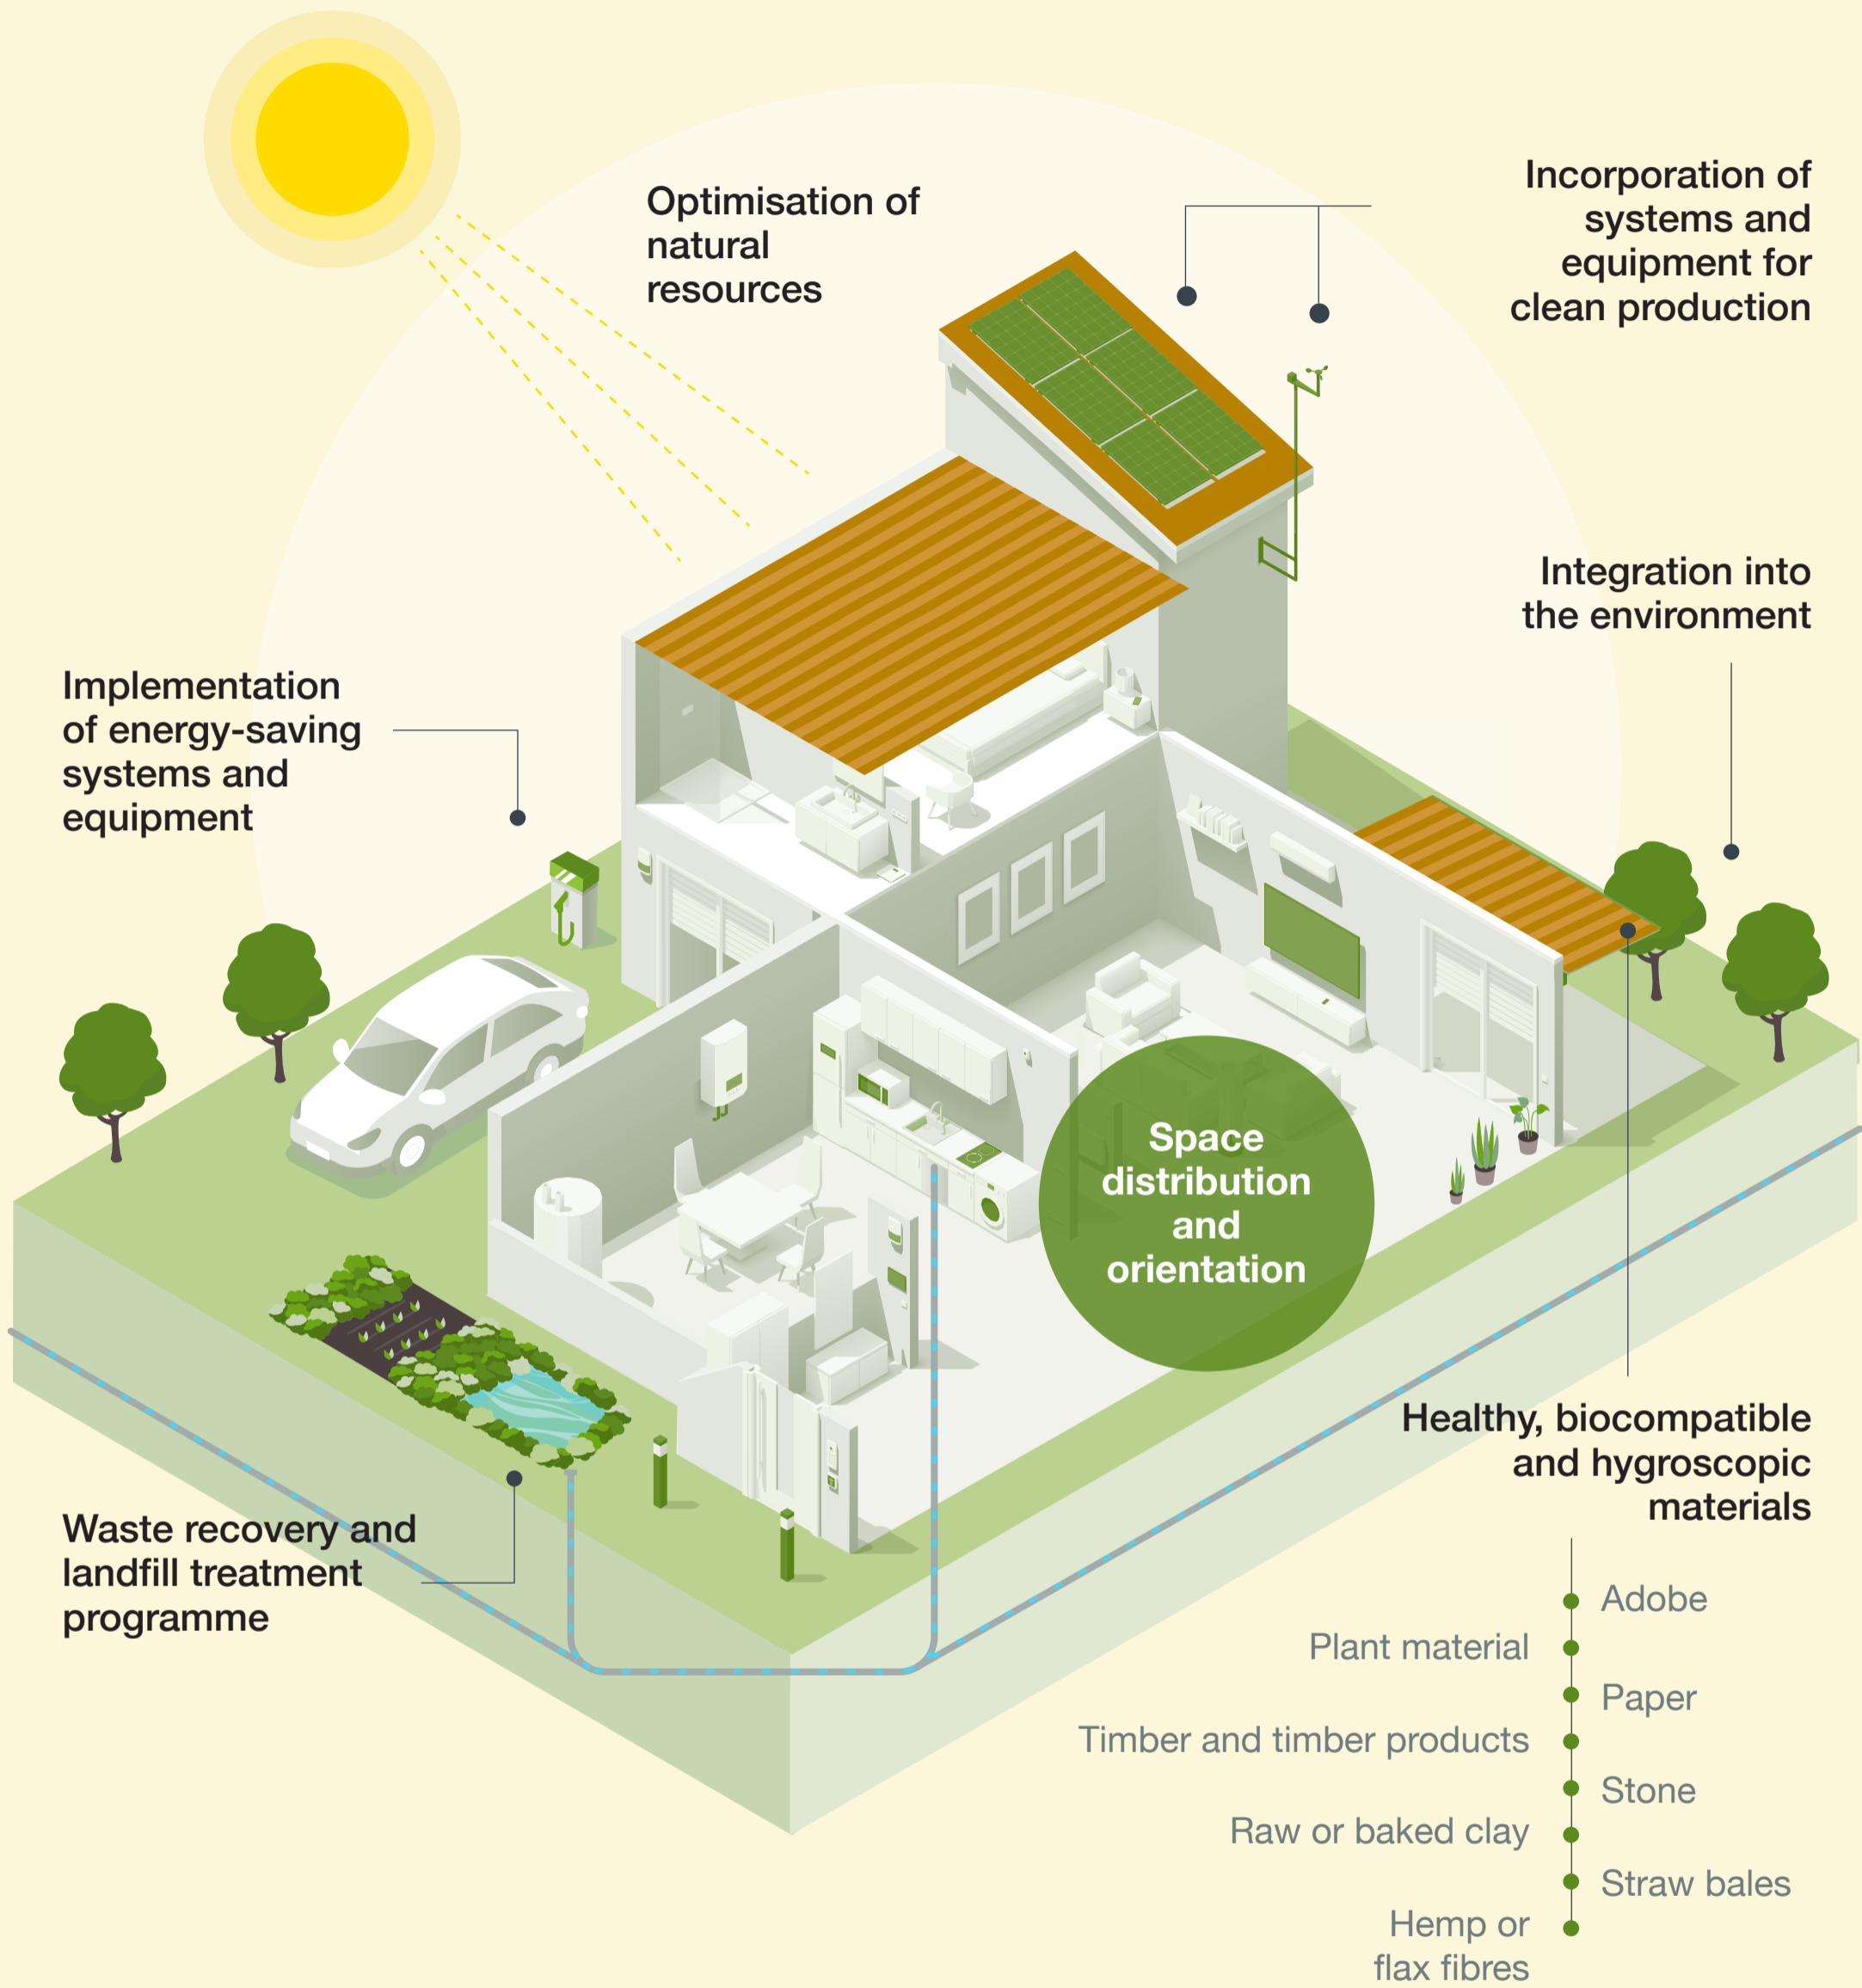 Optimisation of
natural
resources
Incorporation of
systems and
equipment for
clean production
Integration into
the environment
Implementation
of energy-saving
systems and
equipment
Space
distribution
and
orientation
Healthy, biocompatible
and hygroscopic
materials
Waste recovery and
landfill treatment
programme
Adobe
Plant material
Paper
Timber and timber products
Stone
Raw or baked clay
Straw bales
Hemp or
flax fibres